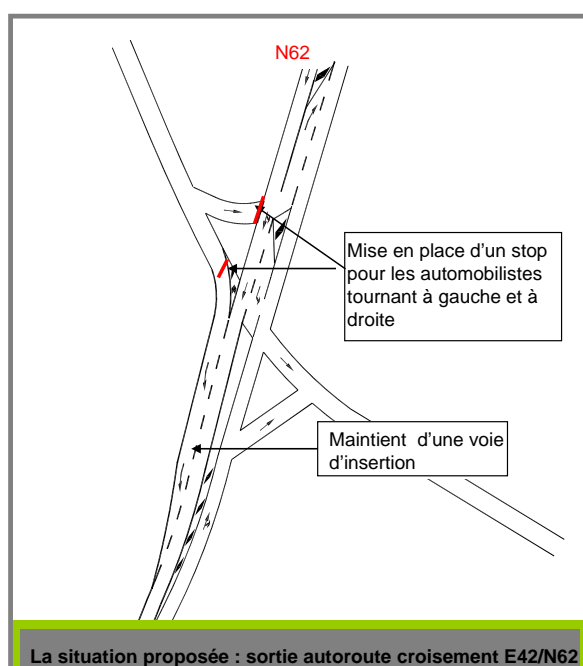 N62
Mise en place d'un stop
pour les automobilistes
tournant à gauche et à
droite
Maintient d'une voie
d'insertion
La situation proposée : sortie autoroute croisement E42/N62